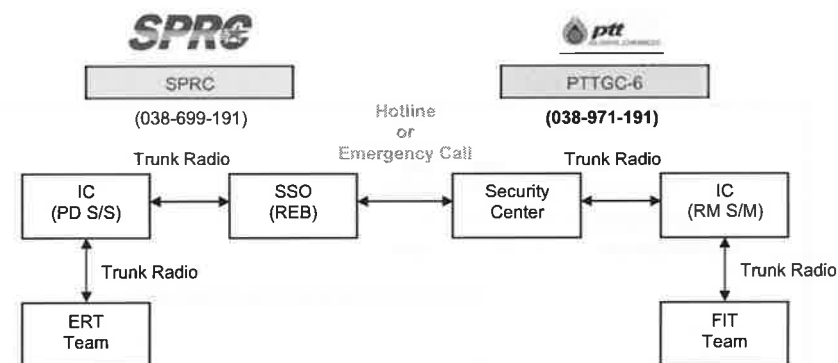 SPRC
ptt
SPRC
PTTGC-6
(038-699-191)
Hotline
or
Emergency Call
(038-971-191)
Trunk Radio
Trunk Radio
IC
(PD S/S)
SSO
(REB)
Security
Center
IC
(RM S/M)
Trunk Radio
Trunk Radio
ERT
Team
FIT
Team